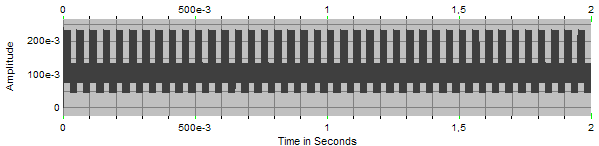 0 500e-3 1 1,5 2
Amplitude
200e-3
100e-3
0
0 500e-3 1 1,5 2
Time in Seconds